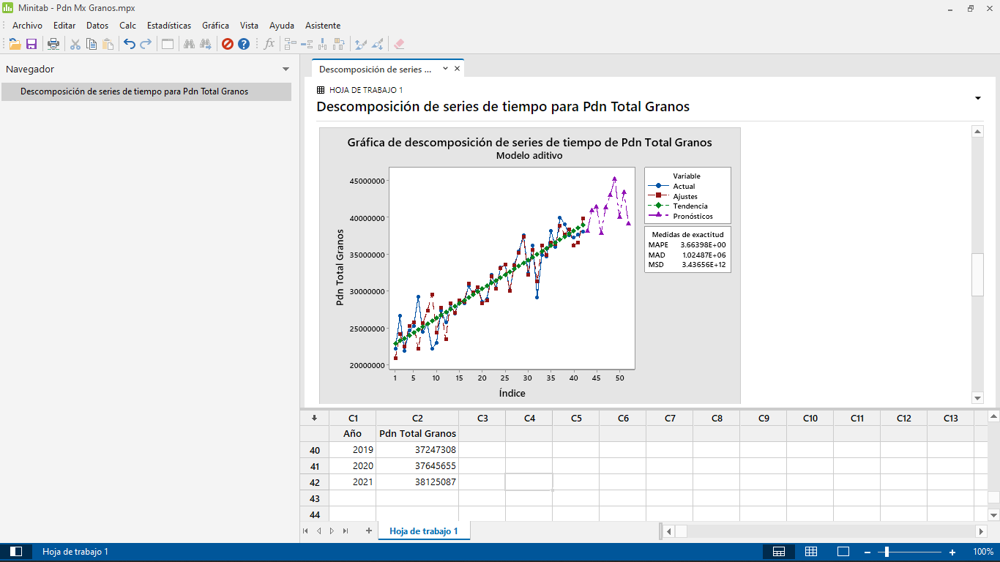 Minitab - Pdn Mx Granos.mpx
Archivo Editar Datos Calc Estadísticas Gráfica Vista Ayuda Asistente
Navegador
Descomposición de series de tiempo para Pdn Total Granos
Descomposición de series ...
HOJA DE TRABAJO 1
Descomposición de series de tiempo para Pdn Total Granos
Gráfica de descomposición de series de tiempo de Pdn Total Granos
Modelo aditivo
Pdn Total Granos
45000000
40000000
35000000
30000000
25000000
20000000
1 5 10 15 20 25 30 35 40 45 50
Índice
Variable
Actual
Ajustes
Tendencia
Pronósticos
Medidas de exactitud
MAPE 3.66398E+00
MAD 1.02487E+06
MSD 3.43656E+12
C1 C2 C3 C4 C5 C6 C7 C8 C9 C10 C11 C12 C13
Año Pdn Total Granos
40 2019 37247308
41 2020 37645655
42 2021 38125087
43
44
Hoja de trabajo 1
Hoja de trabajo 1
100%